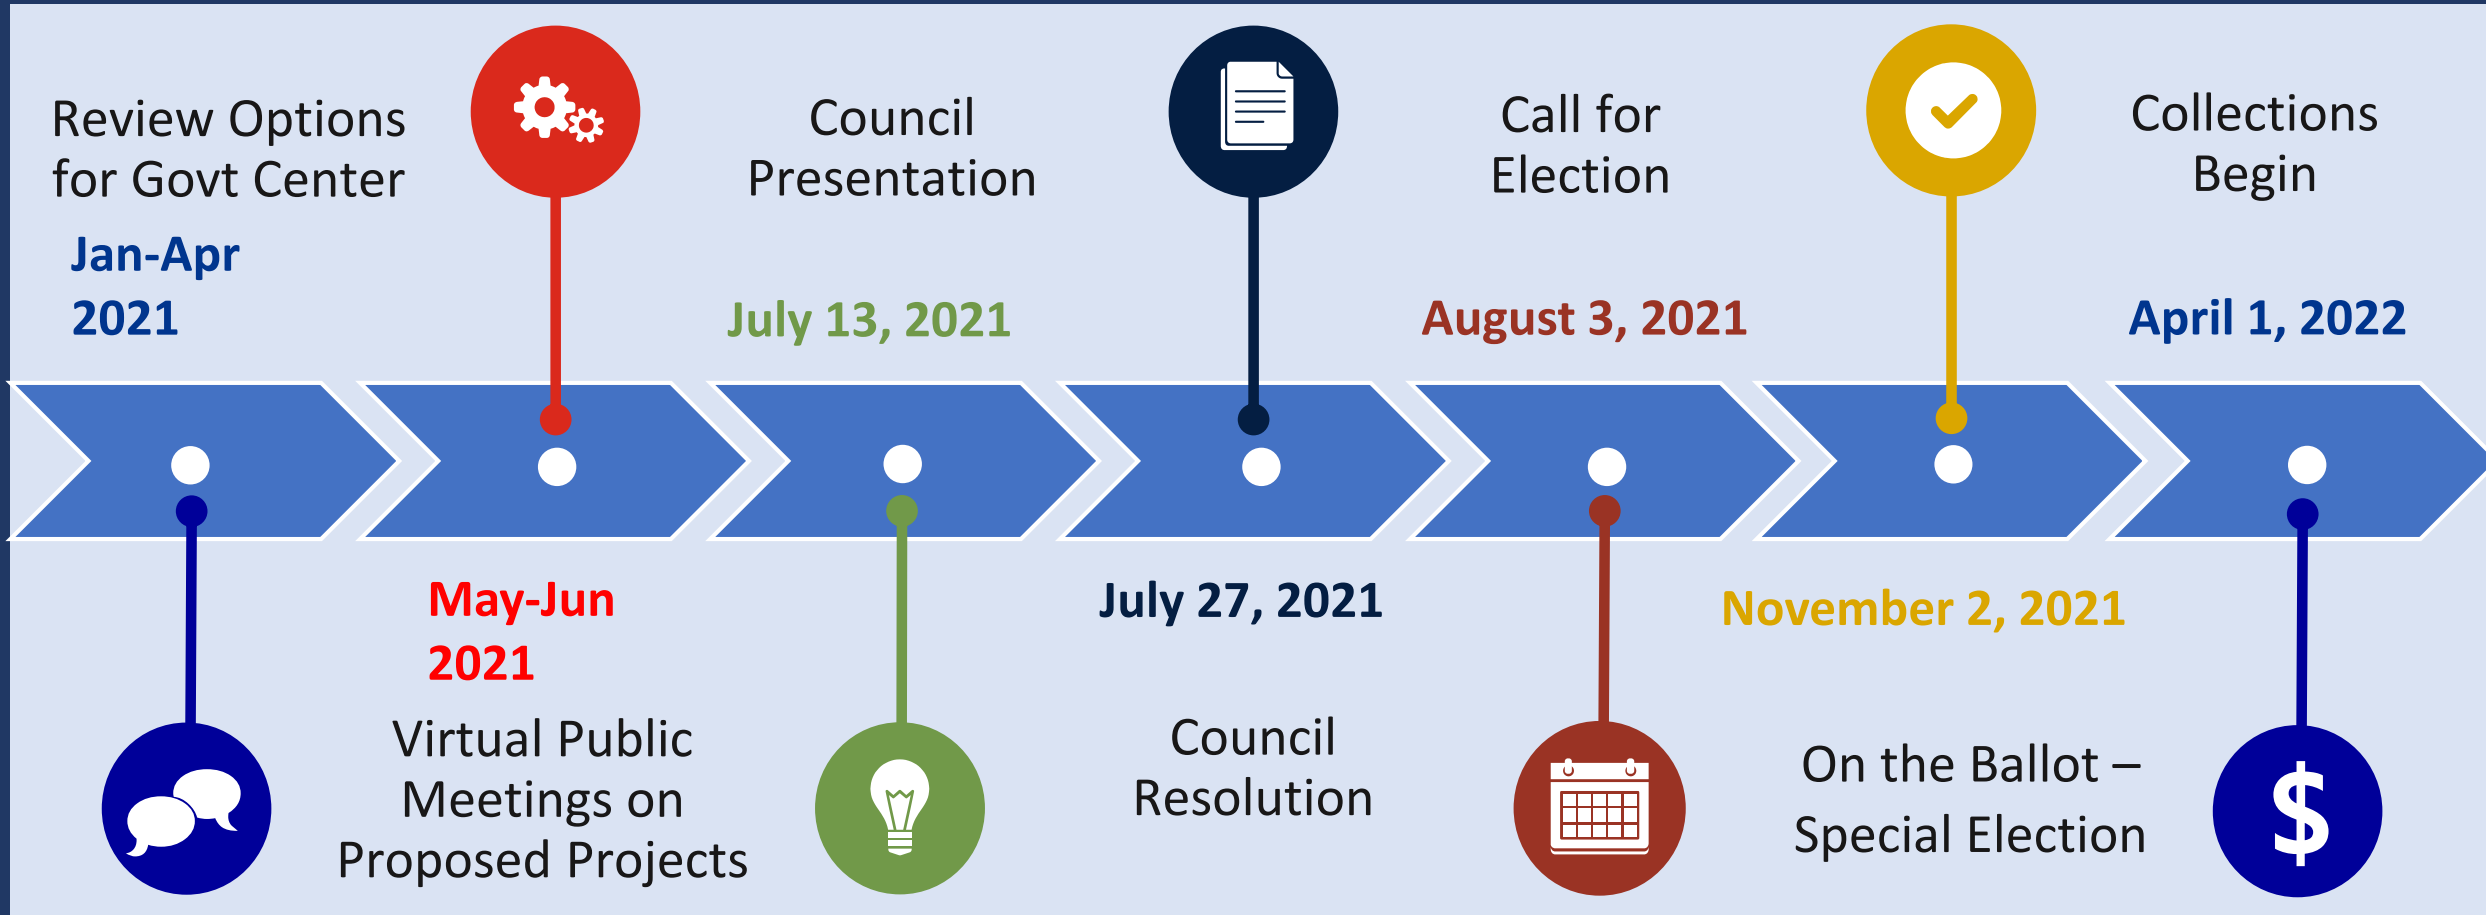 Review Options
for Govt Center
Jan-Apr
2021
May-Jun
2021
Virtual Public
Meetings on
Proposed Projects
Council
Presentation
July 13, 2021
July 27, 2021
Council
Resolution
Call for
Election
August 3, 2021
November 2, 2021
On the Ballot –
Special Election
Collections
Begin
April 1, 2022
$